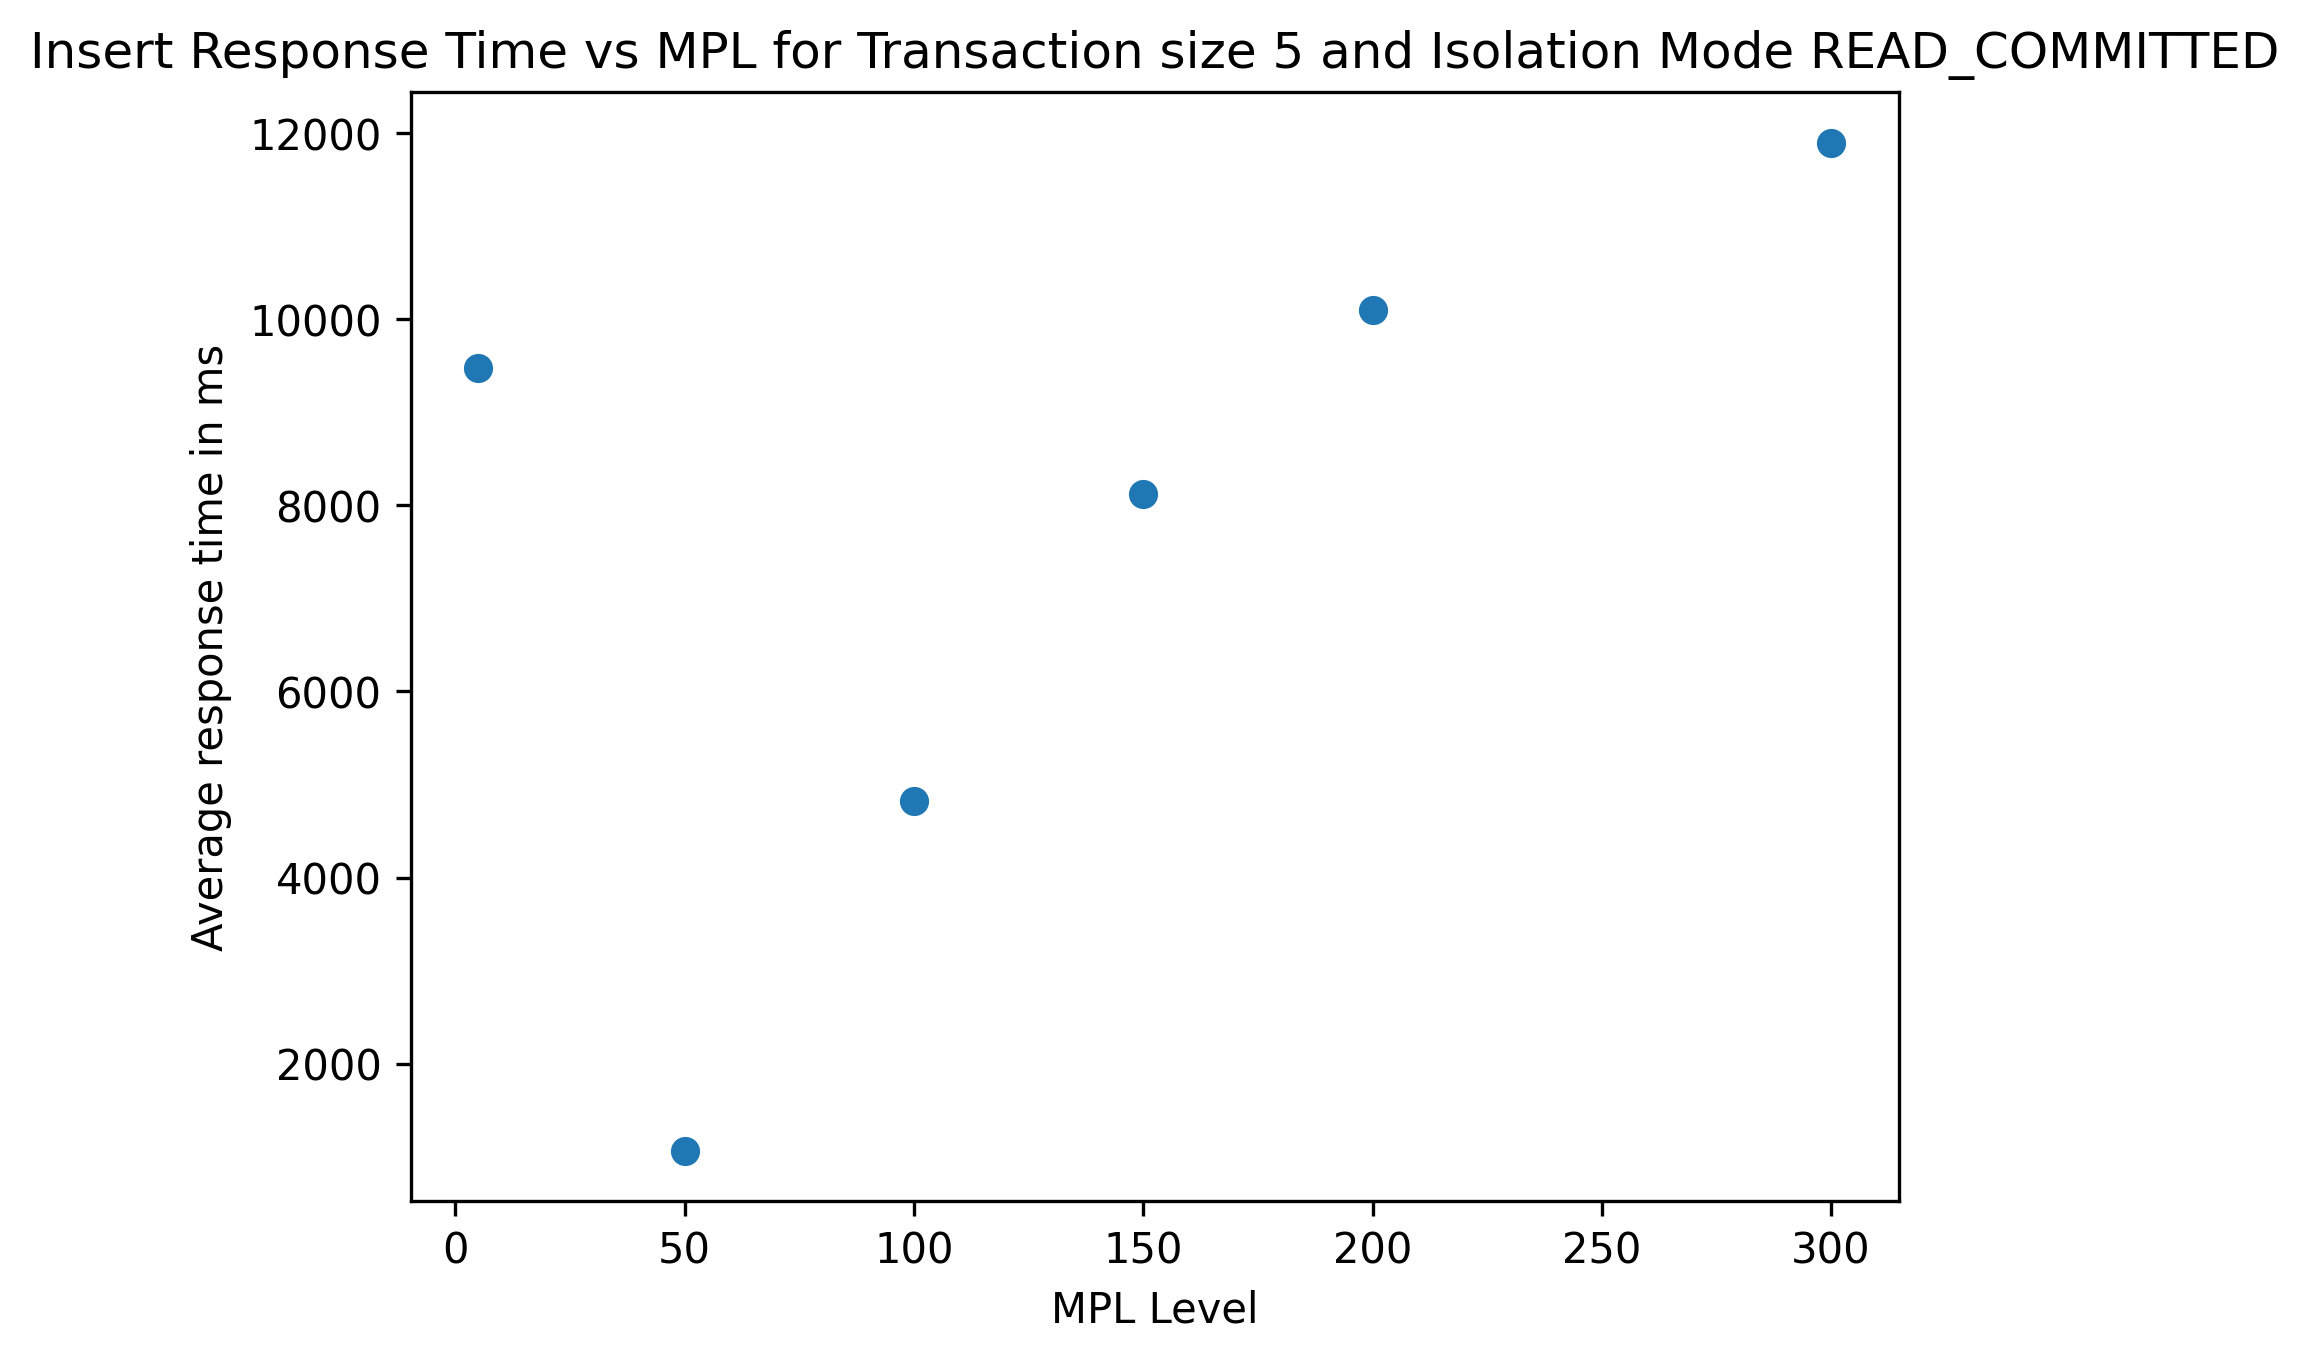 Insert Response Time vs MPL for Transaction size 5 and Isolation Mode READ_COMMITTED
12000
10000
8000
6000
4000
2000
Average response time in ms
0 50 100 150 200 250 300
MPL Level